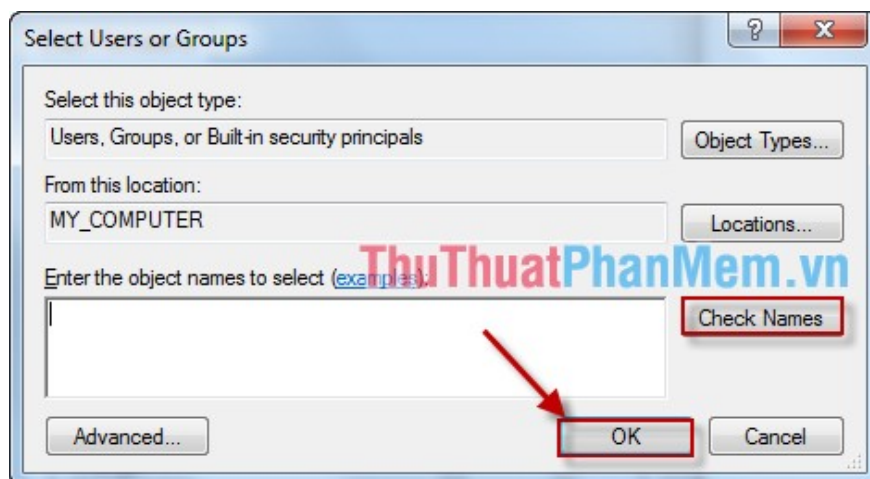 Select Users or Groups
Select this object type:
Users, Groups, or Built-in security principals
Object Types...
From this location:
MY_COMPUTER
Locations...
ThuThuatPhanMem.vn
Enter the object names to select (examples):
Check Names
Advanced...
OK
Cancel